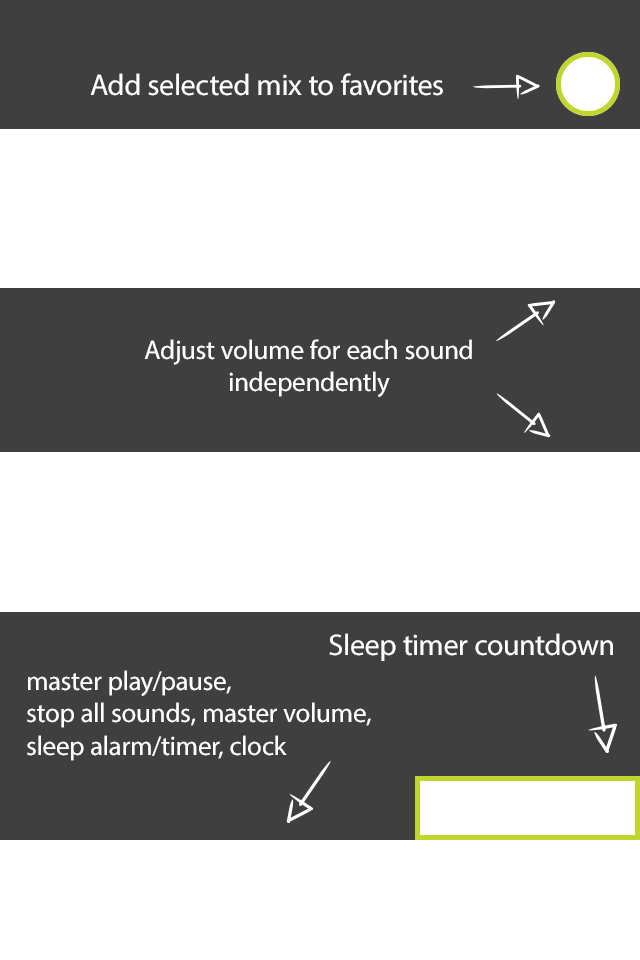 Add selected mix to favorites
Adjust volume for each sound
independently
Sleep timer countdown
master play/pause,
stop all sounds, master volume,
sleep alarm/timer, clock